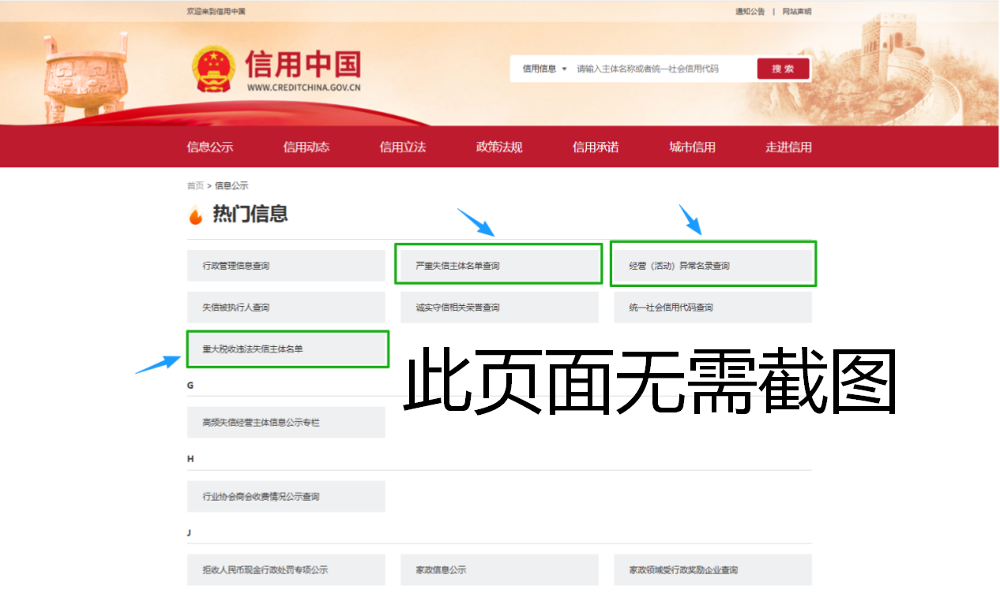 欢迎来到信用中国
通知公告 | 网站声明
信用中国
WWW.CREDITCHINA.GOV.CN
信用信息 请输入主体名称或者统一社会信用代码 搜索
信息公示 信用动态 信用立法 政策法规 信用承诺 城市信用 走进信用
首页 > 信息公示
热门信息
行政管理信息查询 严重失信主体名单查询 经营（活动）异常名录查询
失信被执行人查询 诚实守信相关荣誉查询 统一社会信用代码查询
重大税收违法失信主体名单
此页面无需截图
G
高频失信经营主体信息公示专栏
H
行业协会商会收费情况公示查询
J
拒收人民币现金行政处罚专项公示 家政信息公示 家政领域受行政奖励企业查询